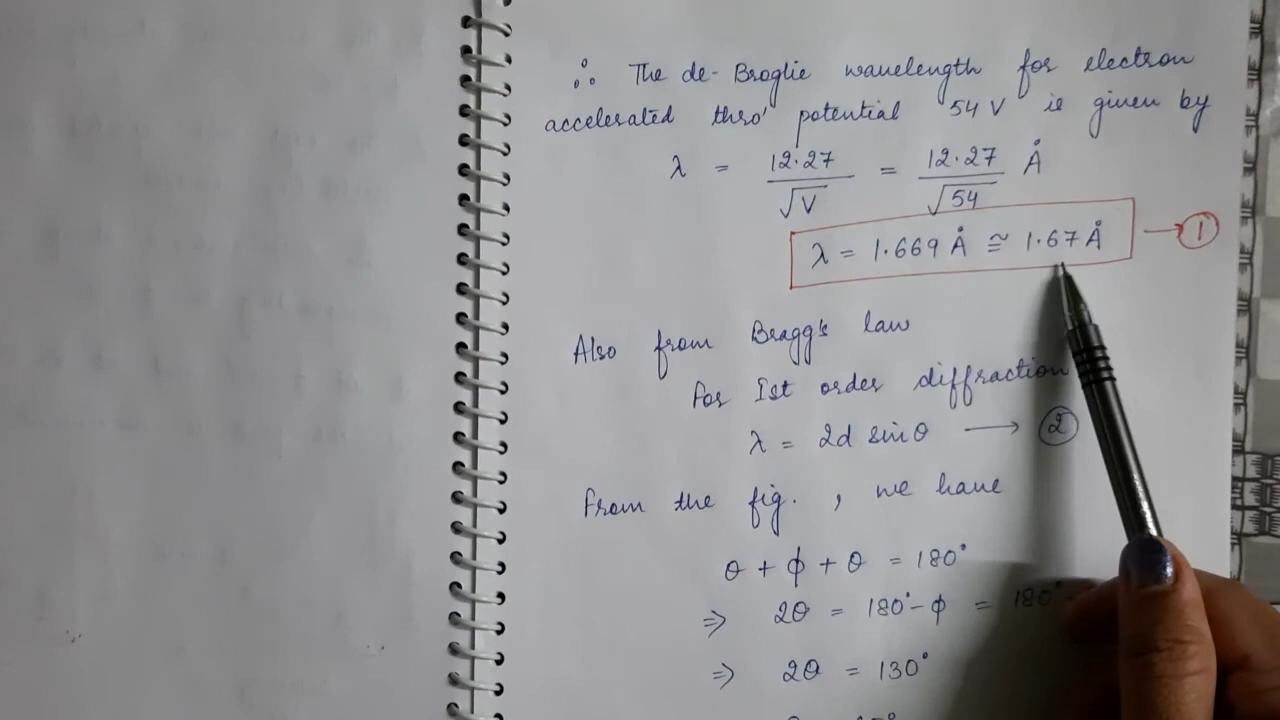 ∴ The de-Broglie wavelength for electron
accelerated thro' potential 54 V is given by
λ = 12.27/√V = 12.27/√54 Å
λ = 1.669 Å ≅ 1.67 Å → ①
Also from Bragg's law
For Ist order diffraction
λ = 2d sinθ → ②
From the fig. , we have
θ + ϕ + θ = 180°
⇒ 2θ = 180° - ϕ = 180° -
⇒ 2θ = 130°